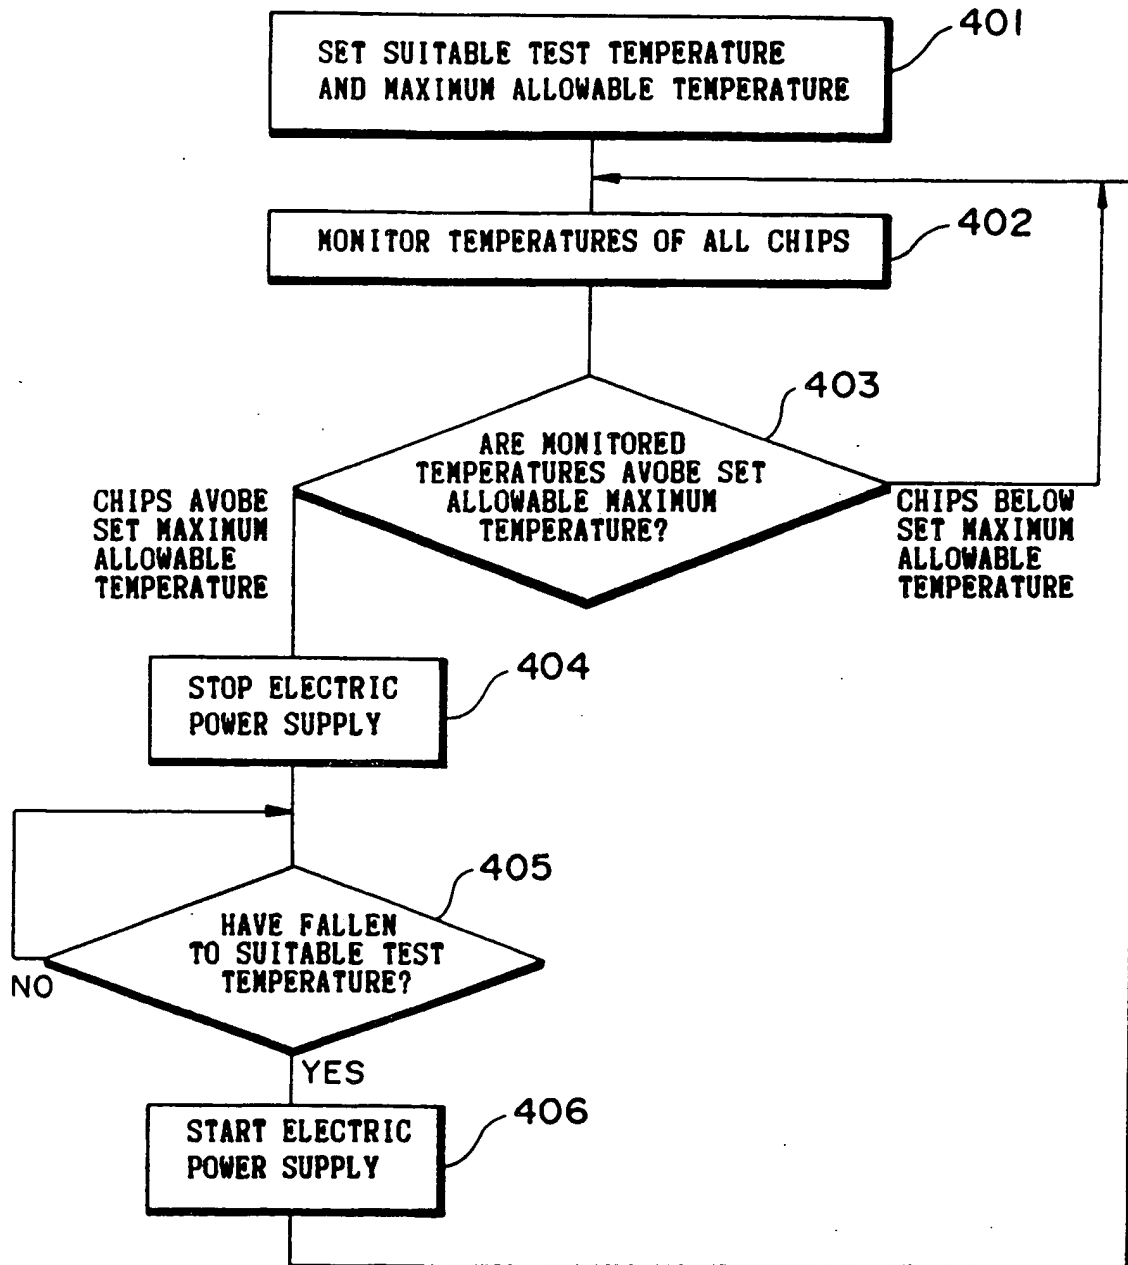 401
SET SUITABLE TEST TEMPERATURE
AND MAXIMUM ALLOWABLE TEMPERATURE
402
MONITOR TEMPERATURES OF ALL CHIPS
403
ARE MONITORED
TEMPERATURES AVOBE SET
ALLOWABLE MAXIMUM
TEMPERATURE?
CHIPS AVOBE
SET MAXIMUM
ALLOWABLE
TEMPERATURE
CHIPS BELOW
SET MAXIMUM
ALLOWABLE
TEMPERATURE
404
STOP ELECTRIC
POWER SUPPLY
405
HAVE FALLEN
TO SUITABLE TEST
TEMPERATURE?
NO
YES
406
START ELECTRIC
POWER SUPPLY